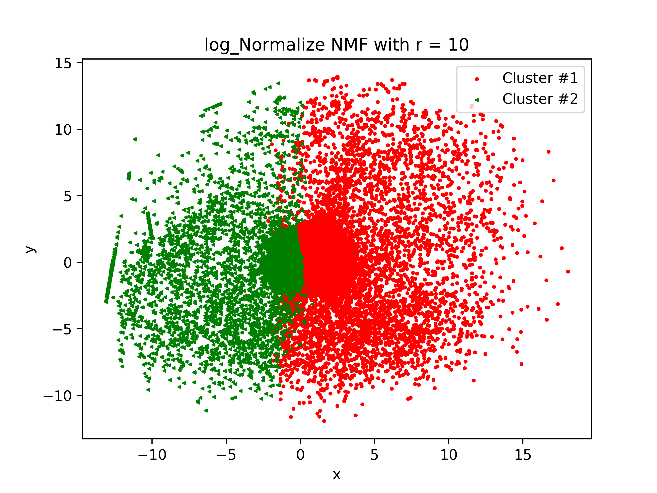 log_Normalize NMF with r = 10
Cluster #1
Cluster #2
15
10
5
0
−5
−10
y
−10 −5 0 5 10 15
x